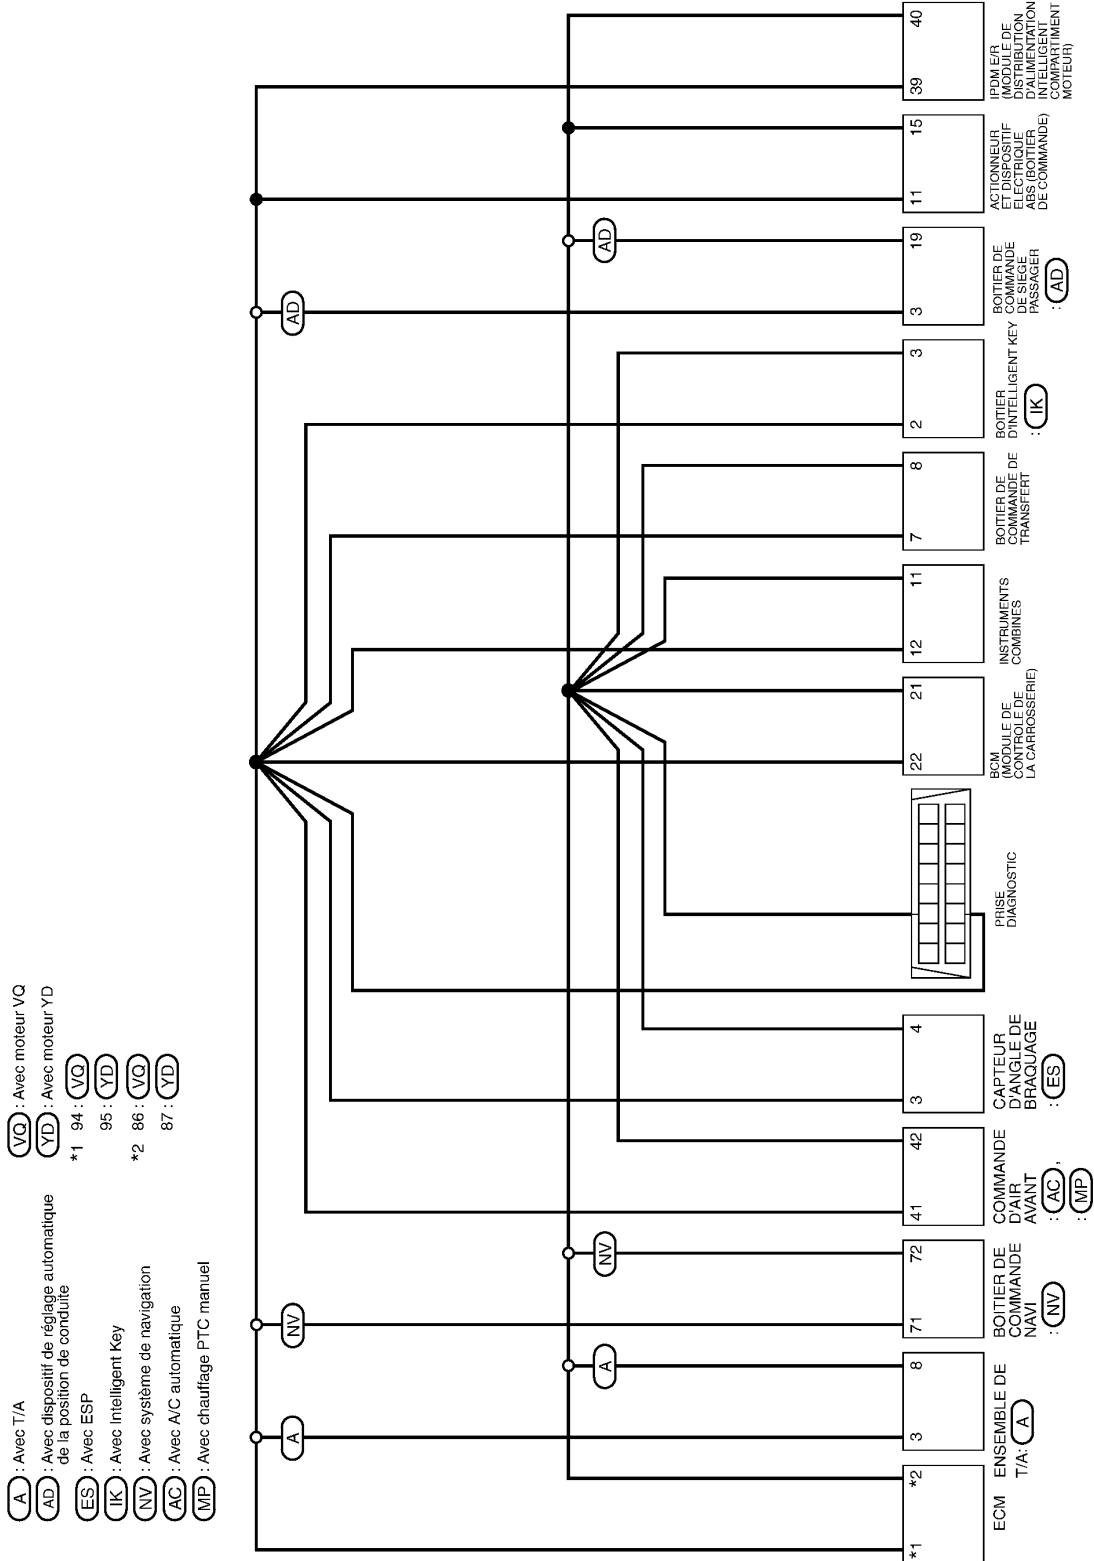 A : Avec T/A
AD : Avec dispositif de réglage automatique
de la position de conduite
ES : Avec ESP
IK : Avec Intelligent Key
NV : Avec système de navigation
AC : Avec A/C automatique
MP : Avec chauffage PTC manuel
VQ : Avec moteur VQ
YD : Avec moteur YD
*1 94 : VQ
95 : YD
*2 86 : VQ
87 : YD
A
NV
AD
A
NV
AD
*1 *2
ECM
3 8
ENSEMBLE DE
T/A: A
71 72
BOITIER DE
COMMANDE
NAVI
: NV
41 42
COMMANDE
D'AIR
AVANT
: AC ,
: MP
3 4
CAPTEUR
D'ANGLE DE
BRAQUAGE
: ES
PRISE
DIAGNOSTIC
22 21
BCM
(MODULE DE
CONTROLE DE
LA CARROSSERIE)
12 11
INSTRUMENTS
COMBINES
7 8
BOITIER DE
COMMANDE DE
TRANSFERT
2 3
BOITIER
D'INTELLIGENT KEY
: IK
3 19
BOITIER DE
COMMANDE
DE SIEGE
PASSAGER
: AD
11 15
ACTIONNEUR
ET DISPOSITIF
ELECTRIQUE
ABS (BOITIER
DE COMMANDE)
39 40
IPDM E/R
(MODULE DE
DISTRIBUTION
D'ALIMENTATION
INTELLIGENT
COMPARTIMENT
MOTEUR)